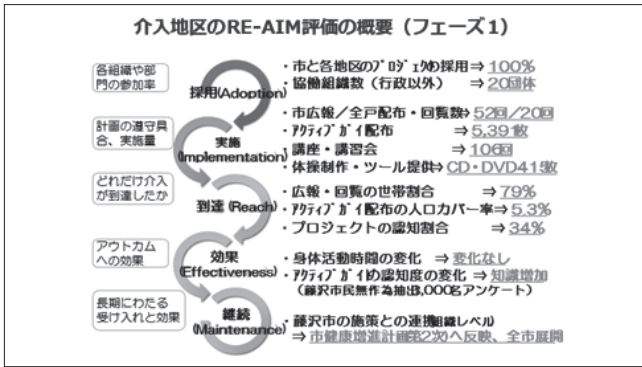 介入地区のRE-AIM評価の概要（フェーズ1）
各組織や部
門の参加率
採用(Adoption)
・市と各地区のプロジェクトの採用⇒100%
・協働組織数（行政以外）⇒20団体
計画の遵守具
合、実施量
実施
(Implementation)
・市広報／全戸配布・回覧数⇒52回/20回
・アクティブガイド配布　⇒5,391枚
・講座・講習会　⇒106回
・体操制作・ツール提供⇒CD・DVD415枚
どれだけ介入
が到達したか
到達 (Reach)
・広報・回覧の世帯割合　⇒79%
・アクティブガイド配布の人口カバー率⇒5.3%
・プロジェクトの認知割合　⇒34%
アウトカム
への効果
効果
(Effectiveness)
・身体活動時間の変化　⇒変化なし
・アクティブガイドの認知度の変化　⇒知識増加
（藤沢市民無作為抽出3,000名アンケート）
長期にわたる
受け入れと効果
継続
(Maintenance)
・藤沢市の施策との連携（組織レベル）
⇒市健康増進計画（第2次）へ反映、全市展開